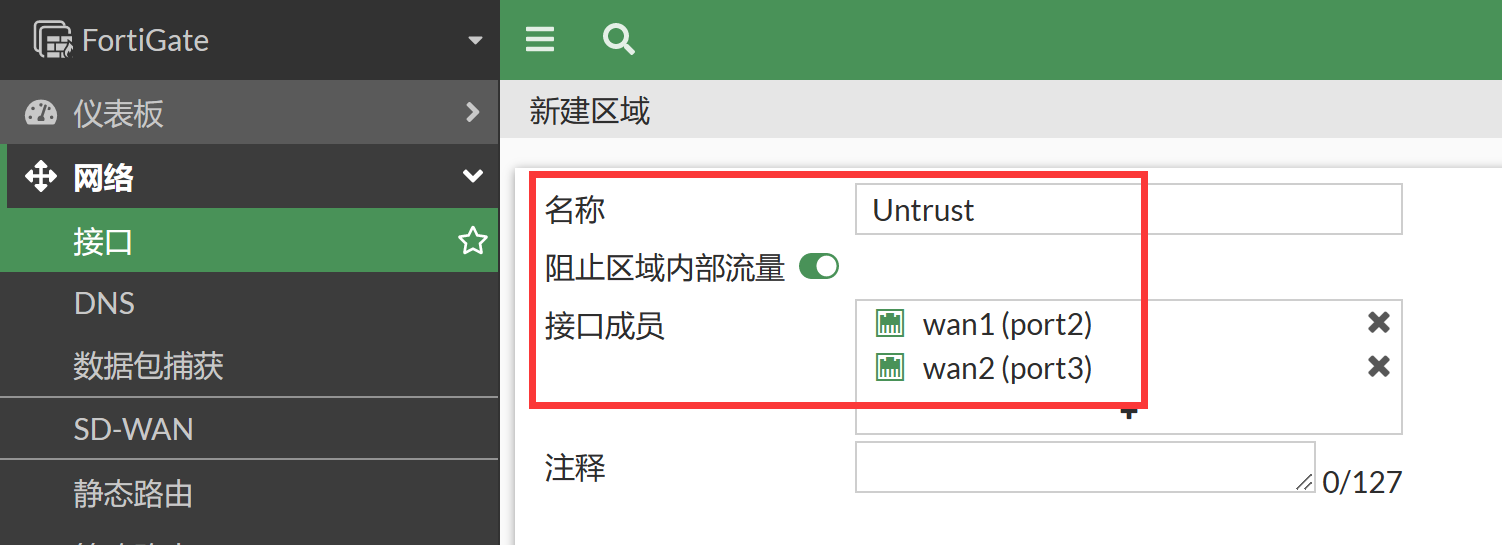 FortiGate
仪表板
网络
接口
DNS
数据包捕获
SD-WAN
静态路由
新建区域
名称
Untrust
阻止区域内部流量
接口成员
wan1 (port2)
wan2 (port3)
注释
0/127